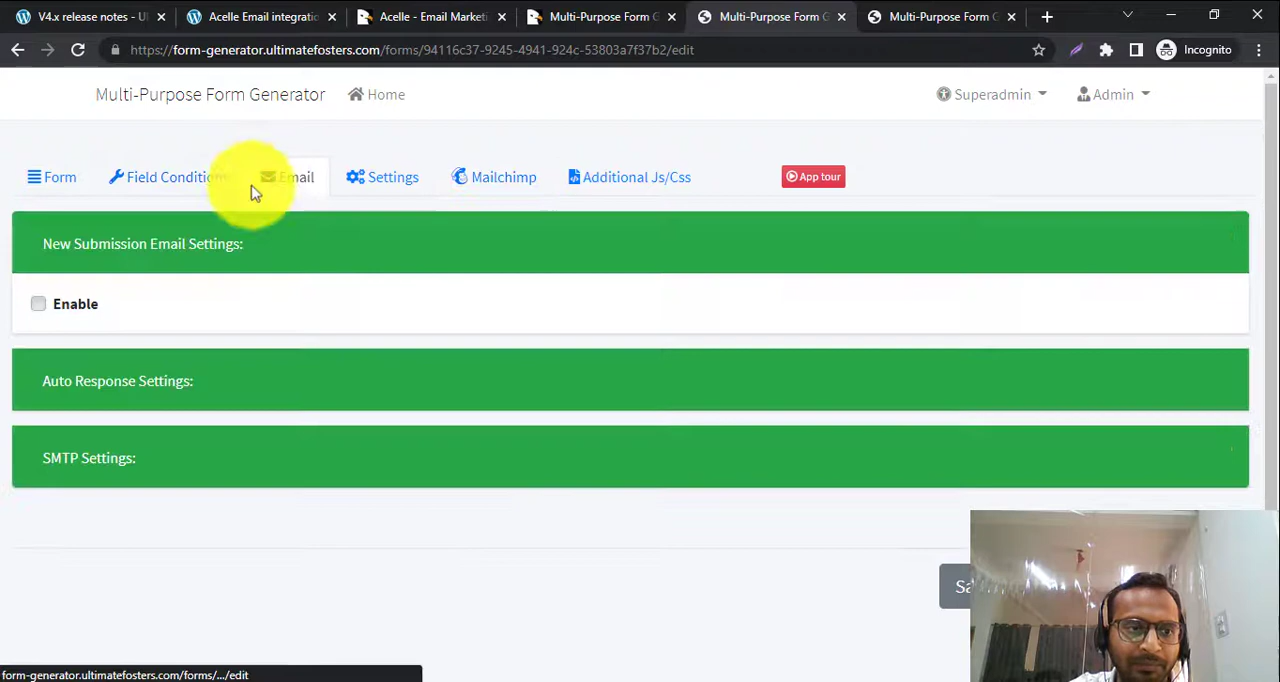 V4.x release notes - Ul
Acelle Email integratio
Acelle - Email Marketi
Multi-Purpose Form G
Multi-Purpose Form G
Multi-Purpose Form G
https://form-generator.ultimatefosters.com/forms/94116c37-9245-4941-924c-53803a7f37b2/edit
Incognito
Multi-Purpose Form Generator
Home
Superadmin
Admin
Form
Field Conditions
Email
Settings
Mailchimp
Additional Js/Css
App tour
New Submission Email Settings:
Enable
Auto Response Settings:
SMTP Settings:
form-generator.ultimatefosters.com/forms/.../edit